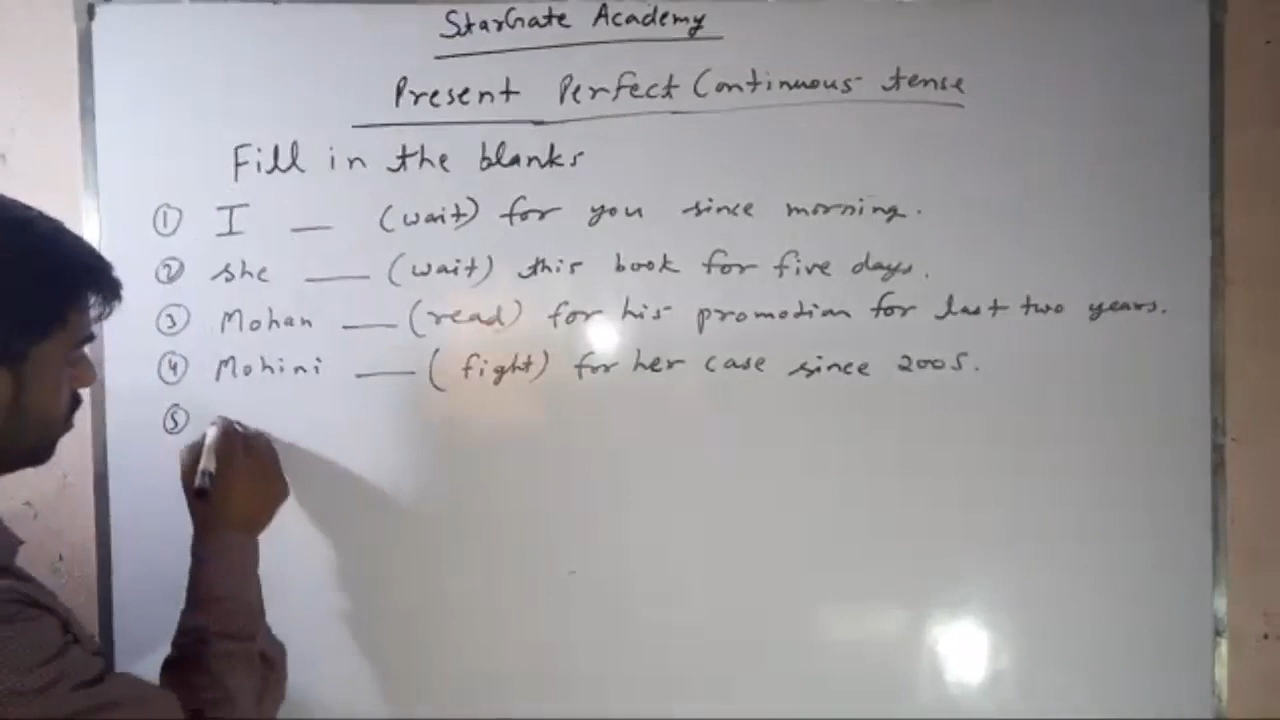 StarGate Academy
Present Perfect Continuous tense
Fill in the blanks
① I __ (wait) for you since morning.
② she ___ (wait) this book for five days.
③ Mohan ___ (read) for his promotion for last two years.
④ Mohini ___ (fight) for her case since 2005.
⑤